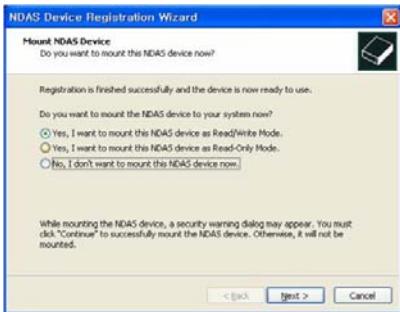 NDAS Device Registration Wizard
Mount NDAS Device
Do you want to mount this NDAS device now?
Registration is finished successfully and the device is now ready to use.
Do you want to mount the NDAS device to your system now?
Yes, I want to mount this NDAS device as Read/Write Mode.
Yes, I want to mount this NDAS device as Read-Only Mode.
No, I don't want to mount this NDAS device now.
While mounting the NDAS device, a security warning dialog may appear. You must
click "Continue" to successfully mount the NDAS device. Otherwise, it will not be
mounted.
< Back Next > Cancel